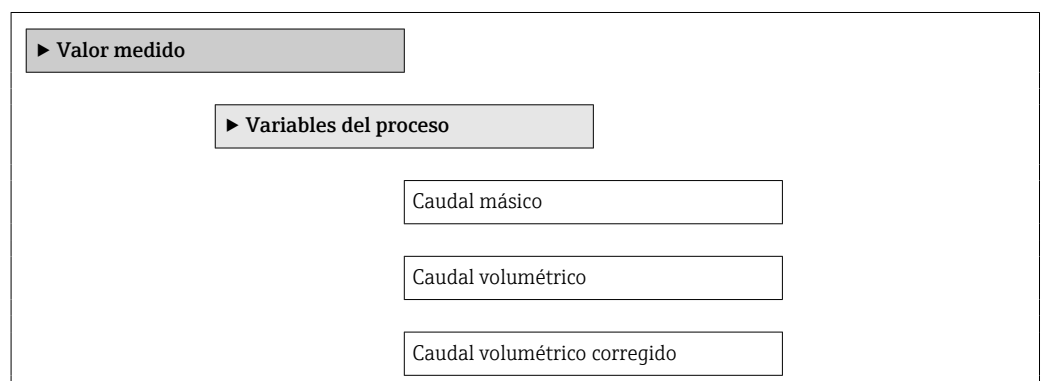 ▶ Valor medido
▶ Variables del proceso
Caudal másico
Caudal volumétrico
Caudal volumétrico corregido